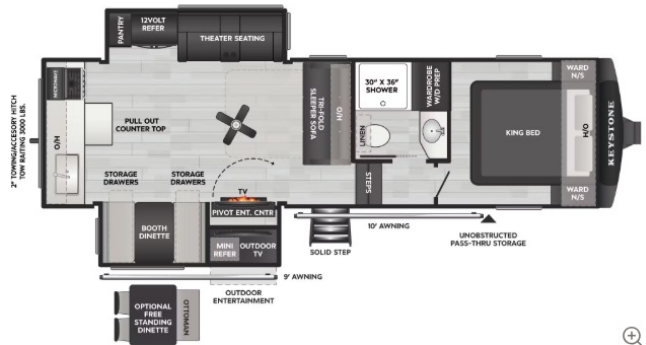 PANTRY
12VOLT
REFER
THEATER SEATING
MICROWAVE
O/H
2" TOWING/ACCESORY HITCH
TOW RAITING 3000 LBS.
PULL OUT
COUNTER TOP
TRI-FOLD
SLEEPER SOFA
O/H
30" X 36"
SHOWER
WARDROBE
W/D PREP
LINEN
STEPS
WARD
N/S
KING BED
O/H
WARD
N/S
KEYSTONE
STORAGE
DRAWERS
STORAGE
DRAWERS
TV
PIVOT ENT. CNTR
BOOTH
DINETTE
MINI
REFER
OUTDOOR
TV
10' AWNING
SOLID STEP
UNOBSTRUCTED
PASS-THRU STORAGE
9' AWNING
OUTDOOR
ENTERTAINMENT
OPTIONAL
FREE
STANDING
DINETTE
OTTOMAN